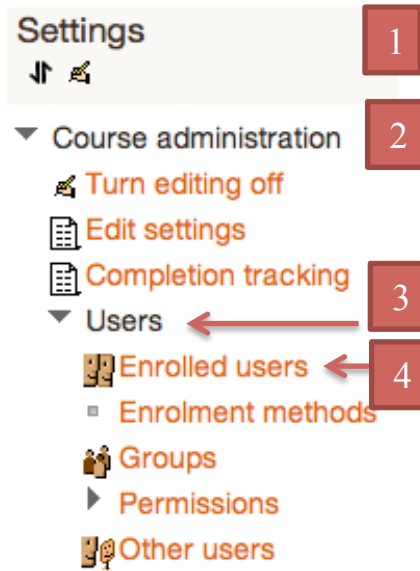 Settings 1
Course administration 2
Turn editing off
Edit settings
Completion tracking
Users 3
Enrolled users 4
Enrolment methods
Groups
Permissions
Other users